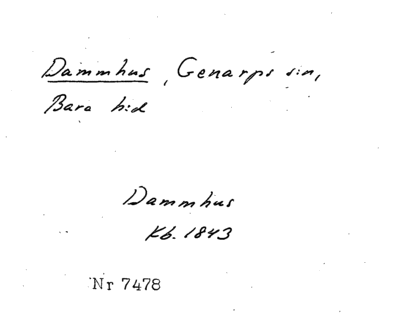 Dammhus, Genarps s:n,
Bara h:d
Dammhus
Kb. 1843
Nr 7478